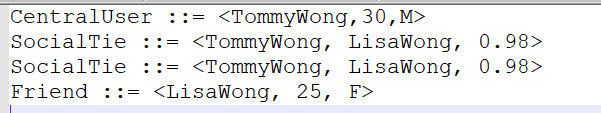 CentralUser ::= <TommyWong,30,M>
SocialTie ::= <TommyWong, LisaWong, 0.98>
SocialTie ::= <TommyWong, LisaWong, 0.98>
Friend ::= <LisaWong, 25, F>